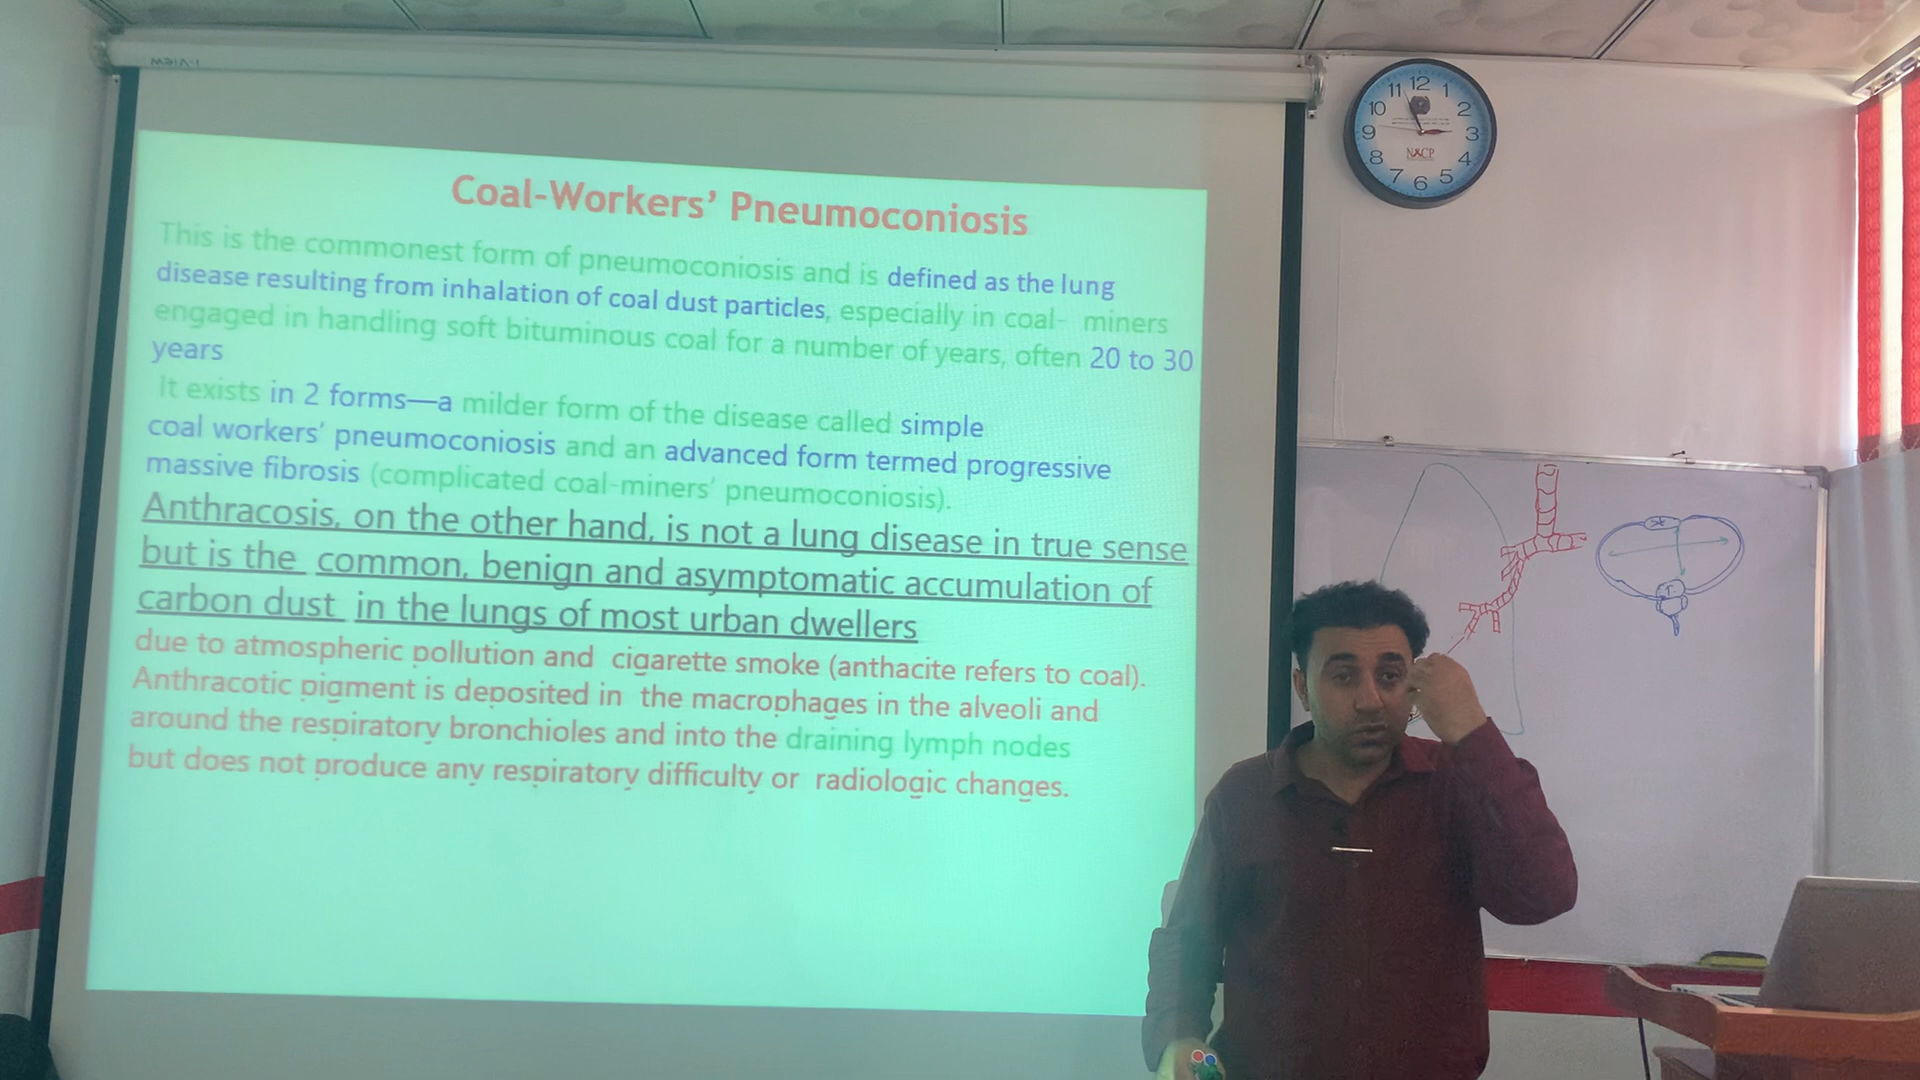 Coal-Workers’ Pneumoconiosis
This is the commonest form of pneumoconiosis and is defined as the lung
disease resulting from inhalation of coal dust particles, especially in coal- miners
engaged in handling soft bituminous coal for a number of years, often 20 to 30
years
It exists in 2 forms—a milder form of the disease called simple
coal workers’ pneumoconiosis and an advanced form termed progressive
massive fibrosis (complicated coal-miners’ pneumoconiosis).
Anthracosis, on the other hand, is not a lung disease in true sense
but is the common, benign and asymptomatic accumulation of
carbon dust in the lungs of most urban dwellers
due to atmospheric pollution and cigarette smoke (anthacite refers to coal).
Anthracotic pigment is deposited in the macrophages in the alveoli and
around the respiratory bronchioles and into the draining lymph nodes
but does not produce any respiratory difficulty or radiologic changes.
12
1
2
3
4
5
6
7
8
9
10
11